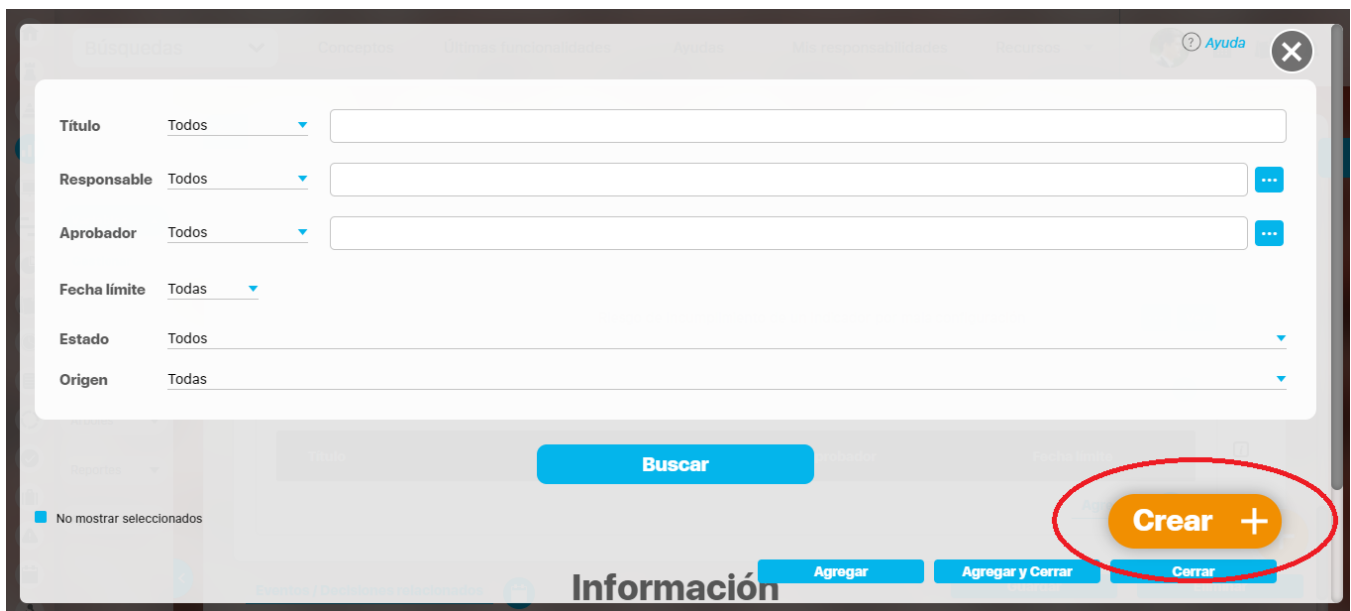 Búsquedas
Ayuda
Título Todos
Responsable Todos
Aprobador Todos
Fecha límite Todas
Estado Todos
Origen Todas
Buscar
No mostrar seleccionados
Crear +
Agregar Agregar y Cerrar Cerrar
Información